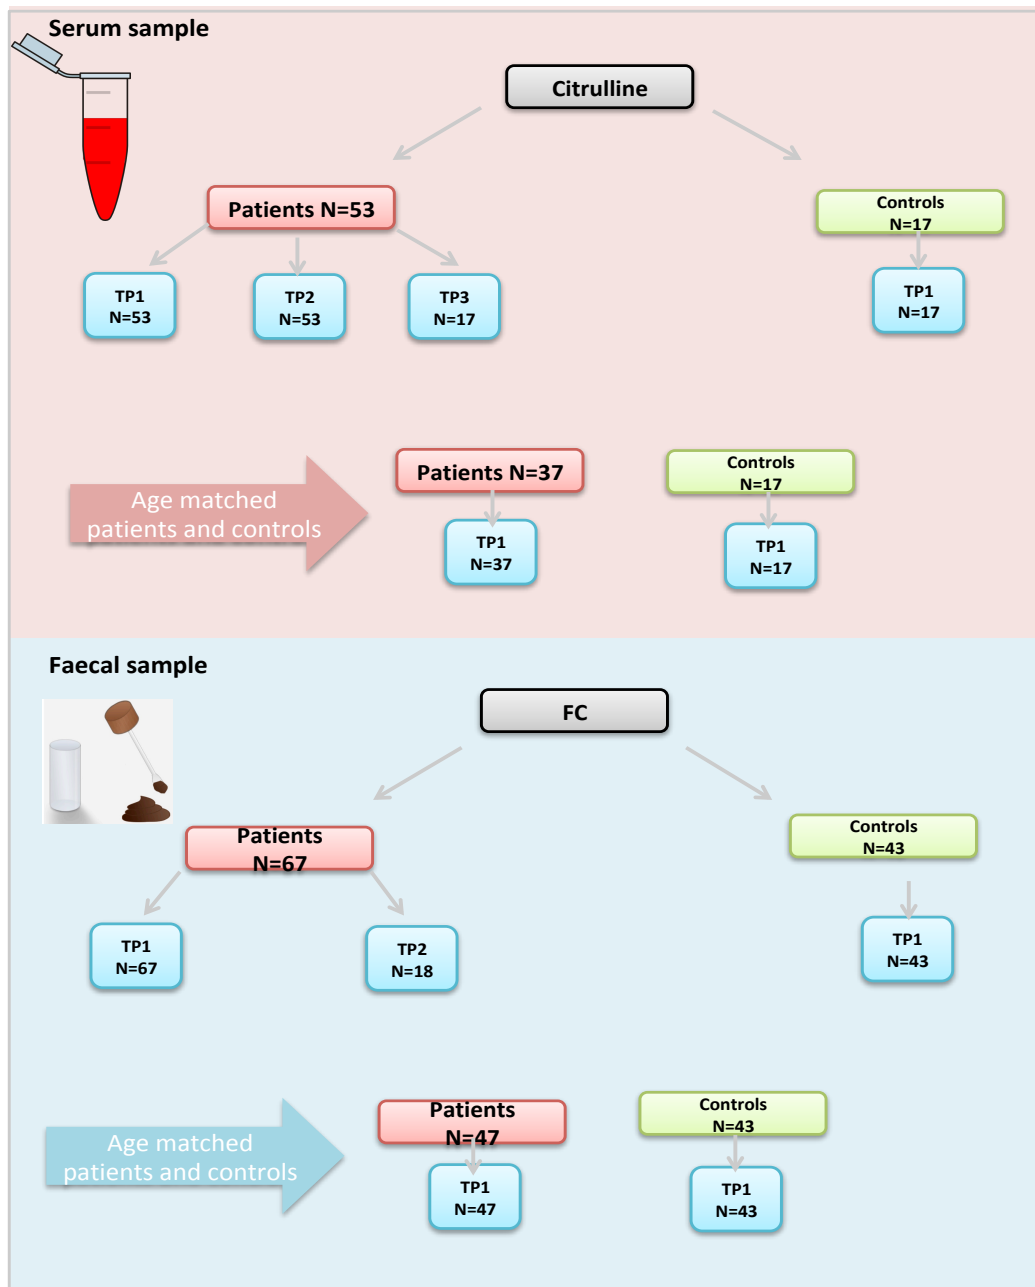 Serum sample
Citrulline
Patients N=53
Controls
N=17
TP1
N=53
TP2
N=53
TP3
N=17
TP1
N=17
Age matched
patients and controls
Patients N=37
Controls
N=17
TP1
N=37
TP1
N=17
Faecal sample
FC
Patients
N=67
Controls
N=43
TP1
N=67
TP2
N=18
TP1
N=43
Age matched
patients and controls
Patients
N=47
Controls
N=43
TP1
N=47
TP1
N=43